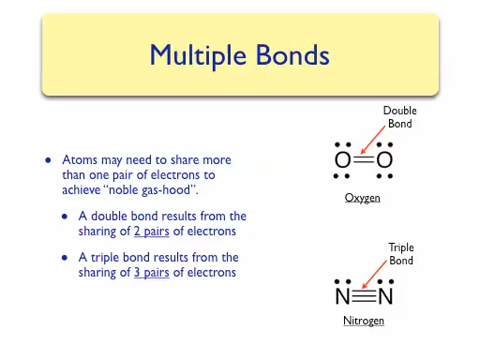 Multiple Bonds
• Atoms may need to share more
than one pair of electrons to
achieve “noble gas-hood”.
• A double bond results from the
sharing of 2 pairs of electrons
• A triple bond results from the
sharing of 3 pairs of electrons
Double
Bond
O=O
Oxygen
Triple
Bond
N≡N
Nitrogen